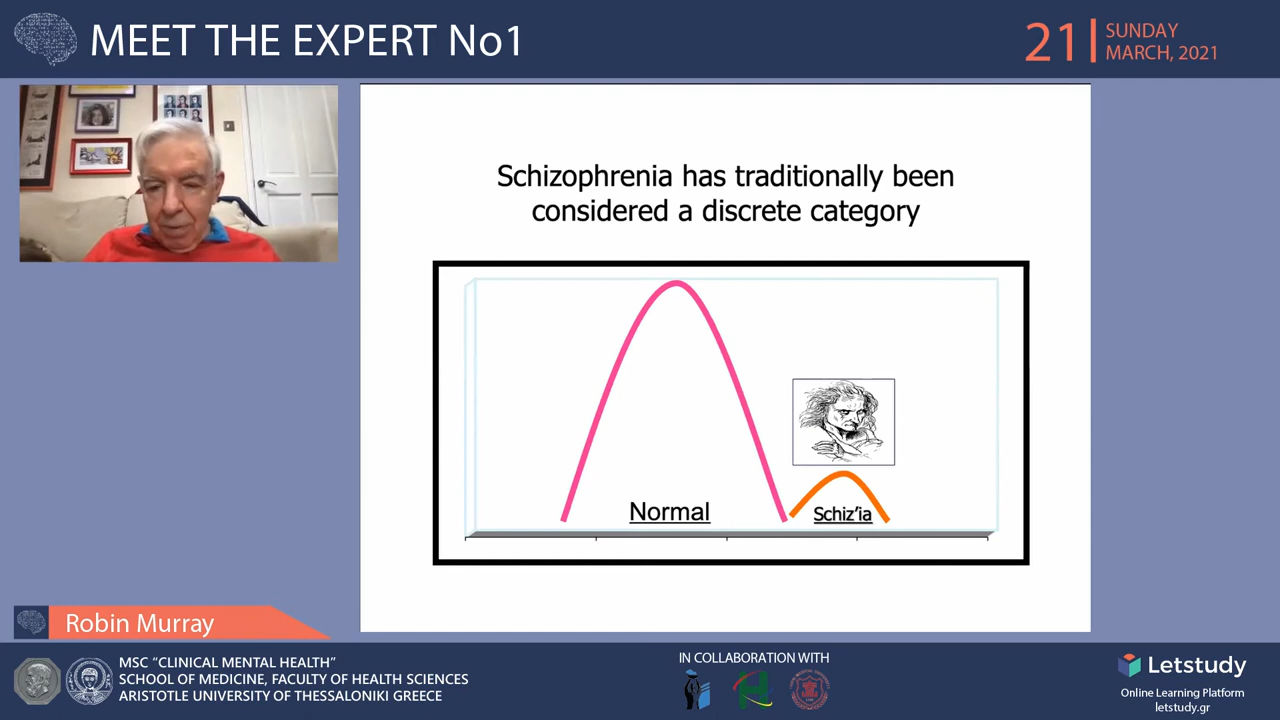 MEET THE EXPERT No1
21
SUNDAY
MARCH, 2021
Schizophrenia has traditionally been
considered a discrete category
Normal
Schiz'ia
Robin Murray
MSC “CLINICAL MENTAL HEALTH”
SCHOOL OF MEDICINE, FACULTY OF HEALTH SCIENCES
ARISTOTLE UNIVERSITY OF THESSALONIKI GREECE
IN COLLABORATION WITH
Letstudy
Online Learning Platform
letstudy.gr